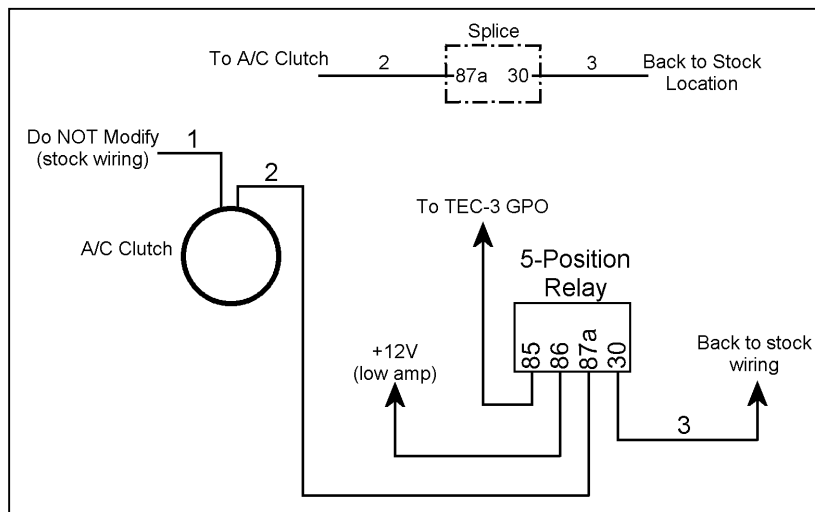 Splice
To A/C Clutch
2
87a
30
3
Back to Stock
Location
Do NOT Modify
(stock wiring)
1
2
A/C Clutch
To TEC-3 GPO
5-Position
Relay
85
86
87a
30
+12V
(low amp)
Back to stock
wiring
3